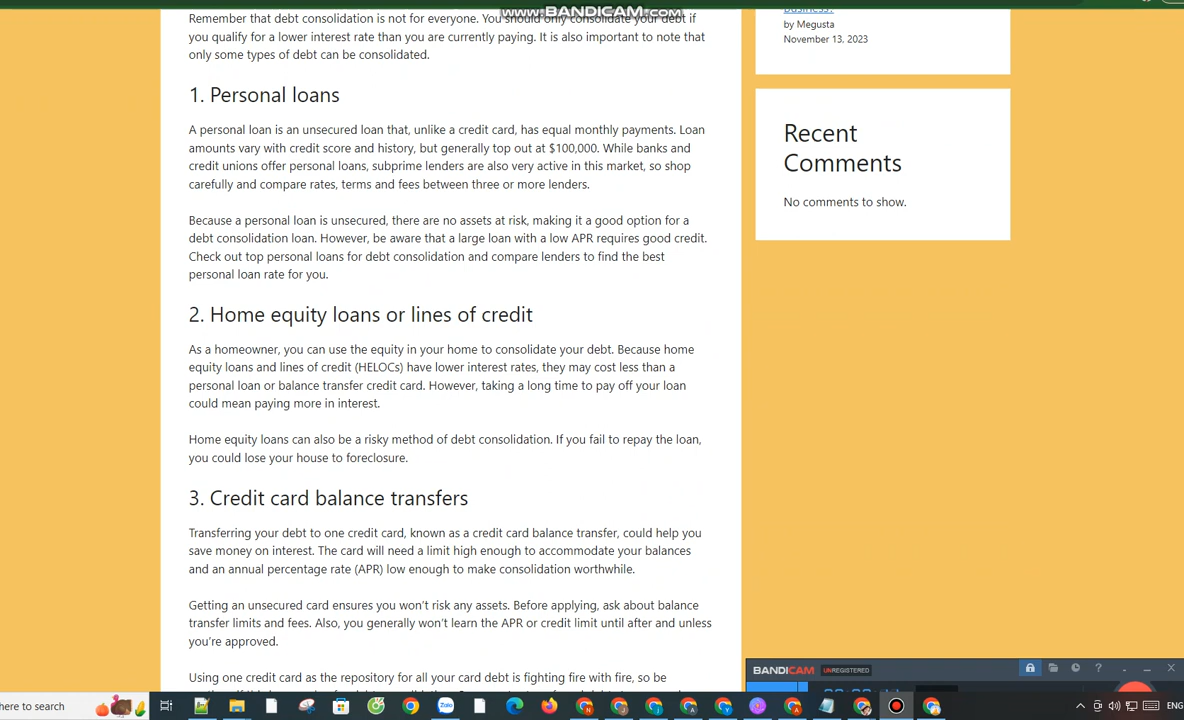 www.BANDICAM.com
Remember that debt consolidation is not for everyone. You should only consolidate your debt if
you qualify for a lower interest rate than you are currently paying. It is also important to note that
only some types of debt can be consolidated.
1. Personal loans
A personal loan is an unsecured loan that, unlike a credit card, has equal monthly payments. Loan
amounts vary with credit score and history, but generally top out at $100,000. While banks and
credit unions offer personal loans, subprime lenders are also very active in this market, so shop
carefully and compare rates, terms and fees between three or more lenders.
Because a personal loan is unsecured, there are no assets at risk, making it a good option for a
debt consolidation loan. However, be aware that a large loan with a low APR requires good credit.
Check out top personal loans for debt consolidation and compare lenders to find the best
personal loan rate for you.
2. Home equity loans or lines of credit
As a homeowner, you can use the equity in your home to consolidate your debt. Because home
equity loans and lines of credit (HELOCs) have lower interest rates, they may cost less than a
personal loan or balance transfer credit card. However, taking a long time to pay off your loan
could mean paying more in interest.
Home equity loans can also be a risky method of debt consolidation. If you fail to repay the loan,
you could lose your house to foreclosure.
3. Credit card balance transfers
Transferring your debt to one credit card, known as a credit card balance transfer, could help you
save money on interest. The card will need a limit high enough to accommodate your balances
and an annual percentage rate (APR) low enough to make consolidation worthwhile.
Getting an unsecured card ensures you won't risk any assets. Before applying, ask about balance
transfer limits and fees. Also, you generally won't learn the APR or credit limit until after and unless
you're approved.
Using one credit card as the repository for all your card debt is fighting fire with fire, so be
Business?
by Megusta
November 13, 2023
Recent
Comments
No comments to show.
BANDICAM UNREGISTERED
here to search
Zalo
ENG